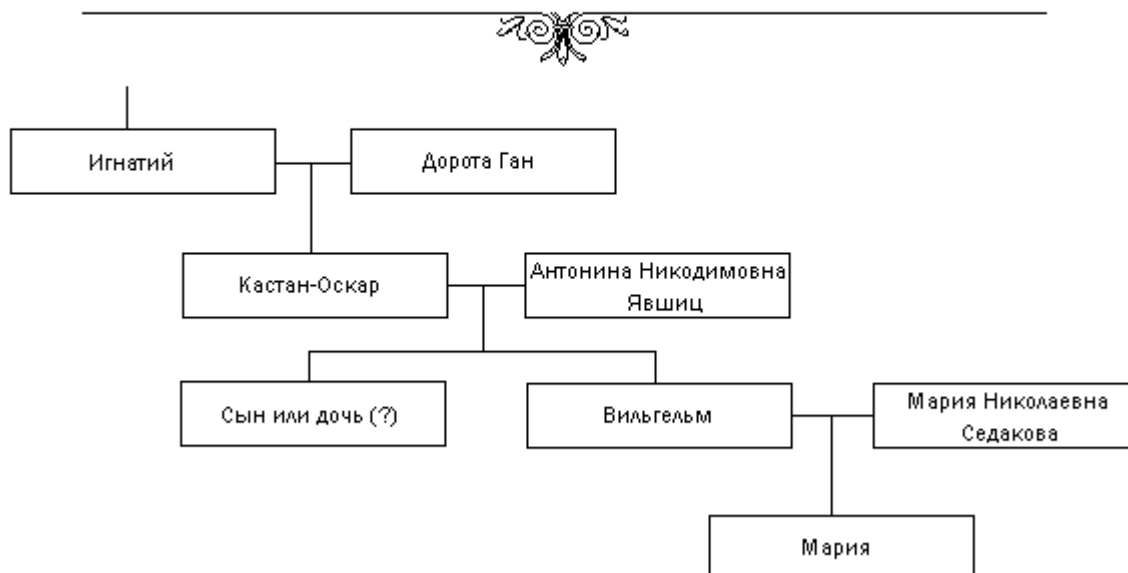 Игнатий
Дорота Ган
Кастан-Оскар
Антонина Никодимовна
Явшиц
Сын или дочь (?)
Вильгельм
Мария Николаевна
Седакова
Мария